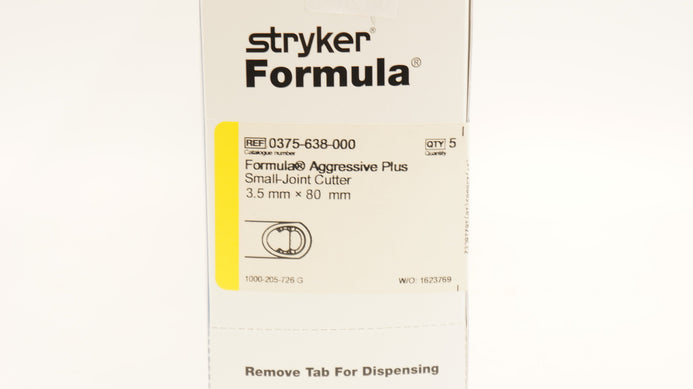 stryker®
Formula®
REF 0375-638-000
Catalogue number
QTY 5
Quantity
Formula® Aggressive Plus
Small-Joint Cutter
3.5 mm × 80 mm
1000-205-726 G
W/O: 1623769
Remove Tab For Dispensing